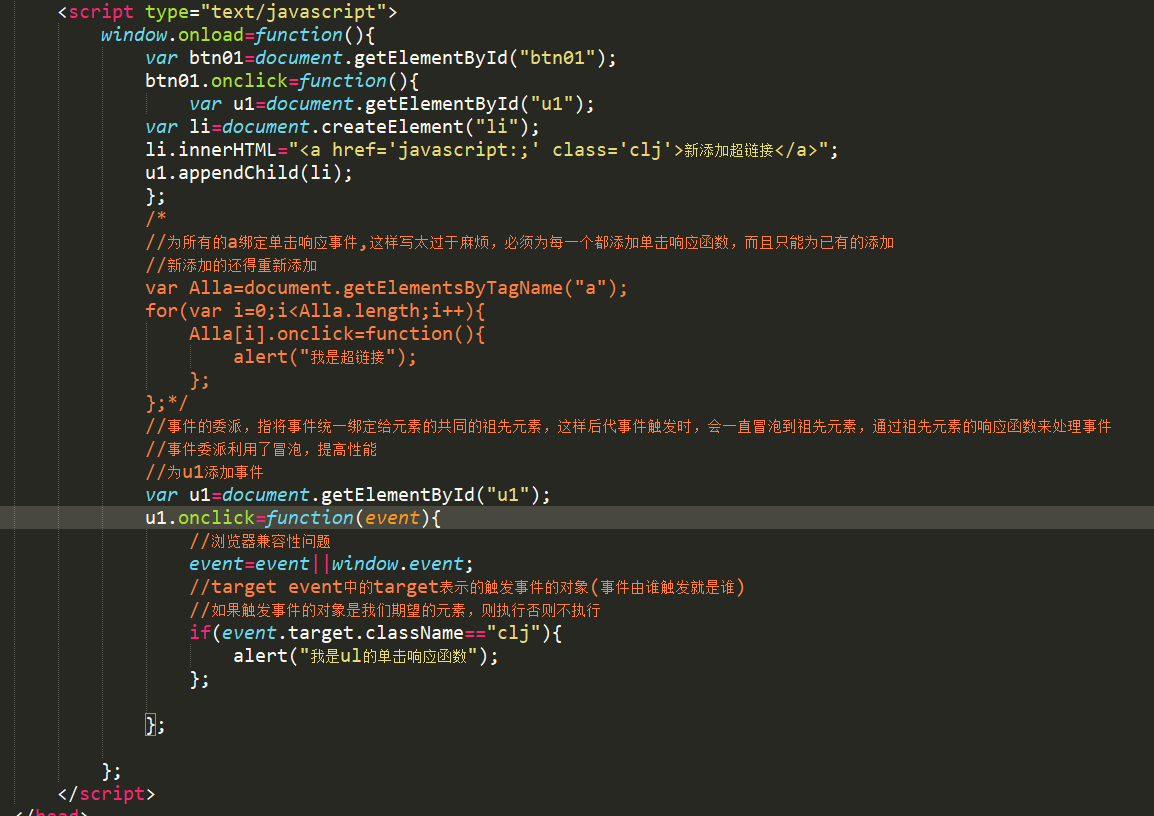 <script type="text/javascript">
window.onload=function(){
var btn01=document.getElementById("btn01");
btn01.onclick=function(){
var u1=document.getElementById("u1");
var li=document.createElement("li");
li.innerHTML="<a href='javascript:;' class='clj'>新添加超链接</a>";
u1.appendChild(li);
};
/*
//为所有的a绑定单击响应事件,这样写太过于麻烦，必须为每一个都添加单击响应函数，而且只能为已有的添加
//新添加的还得重新添加
var Alla=document.getElementsByTagName("a");
for(var i=0;i<Alla.length;i++){
Alla[i].onclick=function(){
alert("我是超链接");
};
};*/
//事件的委派，指将事件统一绑定给元素的共同的祖先元素，这样后代事件触发时，会一直冒泡到祖先元素，通过祖先元素的响应函数来处理事件
//事件委派利用了冒泡，提高性能
//为u1添加事件
var u1=document.getElementById("u1");
u1.onclick=function(event){
//浏览器兼容性问题
event=event||window.event;
//target event中的target表示的触发事件的对象(事件由谁触发就是谁)
//如果触发事件的对象是我们期望的元素，则执行否则不执行
if(event.target.className=="clj"){
alert("我是ul的单击响应函数");
};
};
};
</script>
</head>